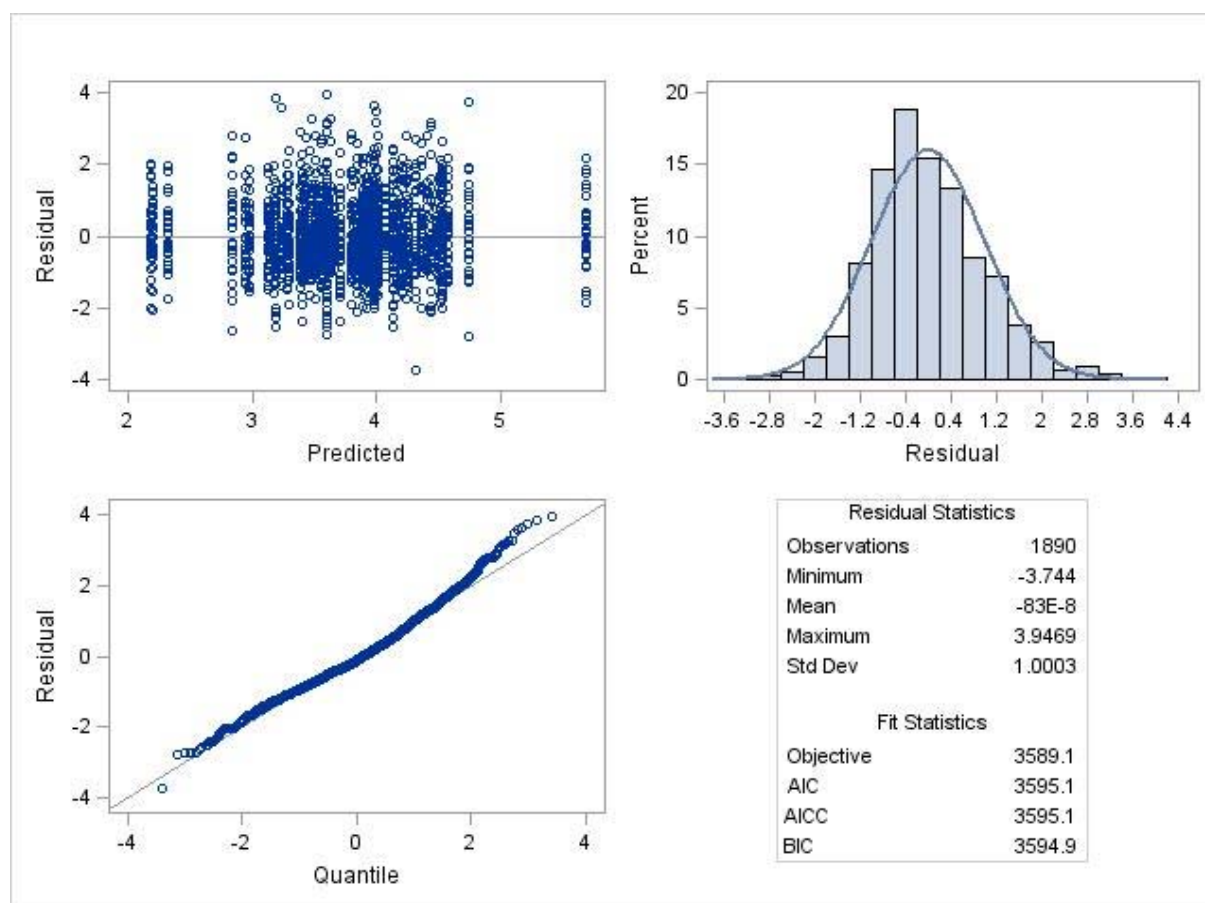 4
2
0
-2
-4
Residual
2 3 4 5
Predicted
20
15
10
5
0
Percent
-3.6 -2.8 -2 -1.2 -0.4 0.4 1.2 2 2.8 3.6 4.4
Residual
4
2
0
-2
-4
Residual
-4 -2 0 2 4
Quantile
Residual Statistics
Observations 1890
Minimum -3.744
Mean -83E-8
Maximum 3.9469
Std Dev 1.0003
Fit Statistics
Objective 3589.1
AIC 3595.1
AICC 3595.1
BIC 3594.9